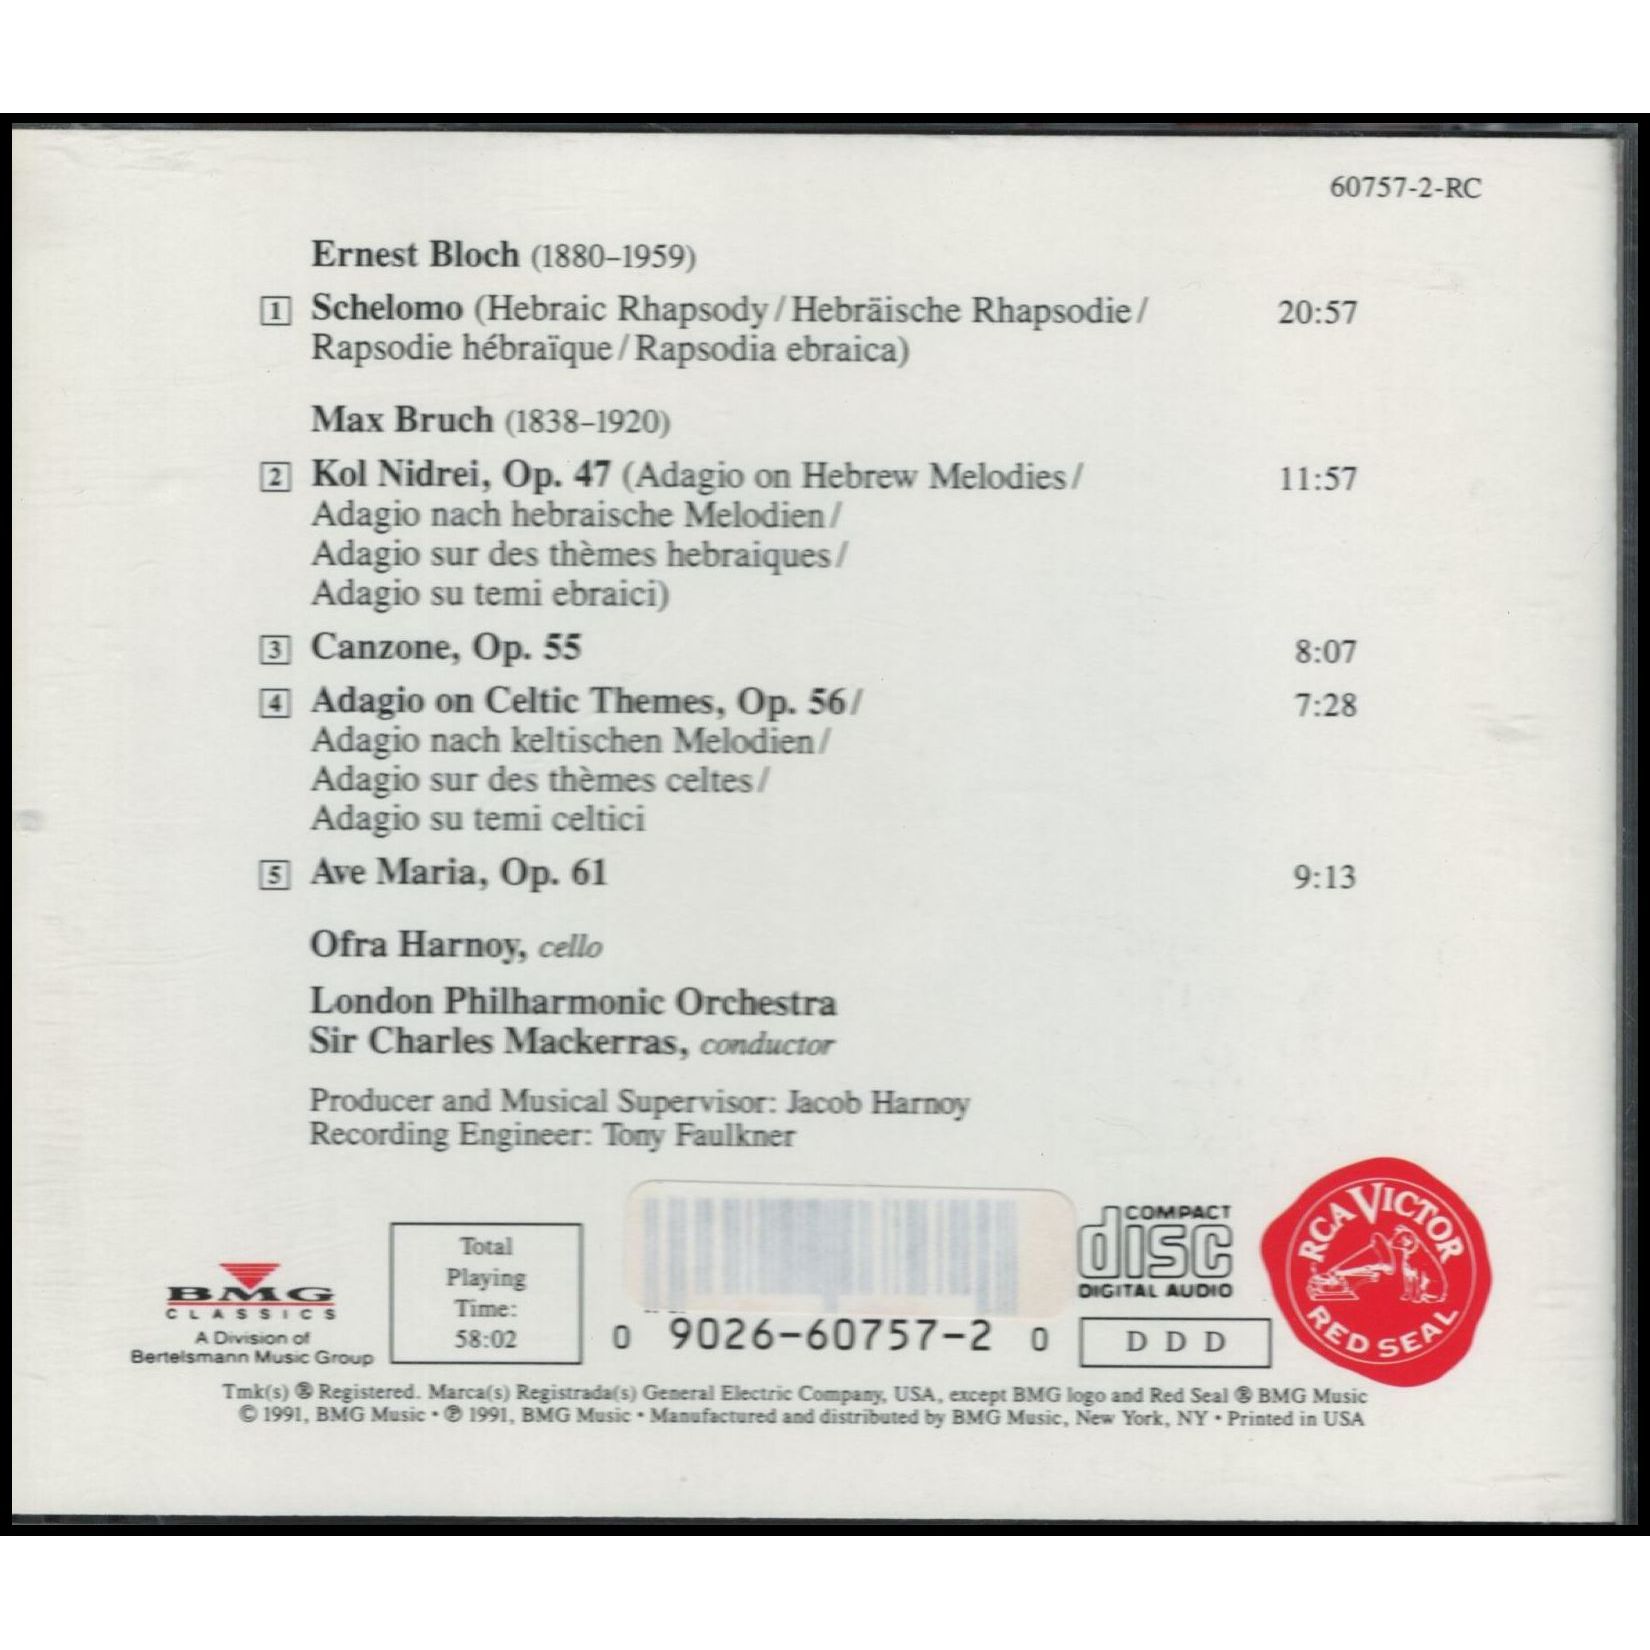 60757-2-RC
Ernest Bloch (1880–1959)
1 Schelomo (Hebraic Rhapsody/Hebräische Rhapsodie/ 20:57
Rapsodie hébraïque/Rapsodia ebraica)
Max Bruch (1838–1920)
2 Kol Nidrei, Op. 47 (Adagio on Hebrew Melodies/ 11:57
Adagio nach hebraische Melodien/
Adagio sur des thèmes hebraiques/
Adagio su temi ebraici)
3 Canzone, Op. 55 8:07
4 Adagio on Celtic Themes, Op. 56/ 7:28
Adagio nach keltischen Melodien/
Adagio sur des thèmes celtes/
Adagio su temi celtici
5 Ave Maria, Op. 61 9:13
Ofra Harnoy, cello
London Philharmonic Orchestra
Sir Charles Mackerras, conductor
Producer and Musical Supervisor: Jacob Harnoy
Recording Engineer: Tony Faulkner
BMG
CLASSICS
A Division of
Bertelsmann Music Group
Total
Playing
Time:
58:02
0 9026-60757-2 0
COMPACT
disc
DIGITAL AUDIO
D D D
RCA VICTOR
RED SEAL
Tmk(s) ® Registered. Marca(s) Registrada(s) General Electric Company, USA, except BMG logo and Red Seal ® BMG Music
© 1991, BMG Music • ℗ 1991, BMG Music • Manufactured and distributed by BMG Music, New York, NY • Printed in USA